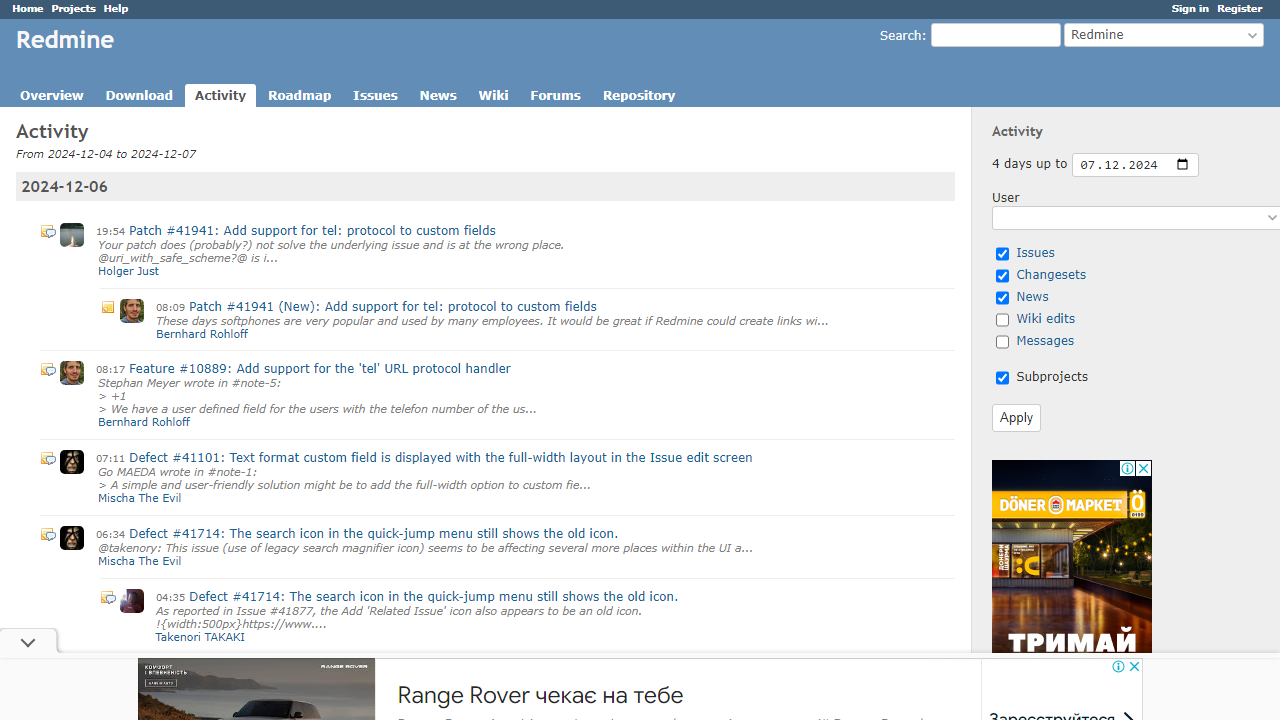 Home Projects Help
Sign in Register
Redmine
Search:
Redmine
Overview Download Activity Roadmap Issues News Wiki Forums Repository
Activity
From 2024-12-04 to 2024-12-07
2024-12-06
19:54 Patch #41941: Add support for tel: protocol to custom fields
Your patch does (probably?) not solve the underlying issue and is at the wrong place.
@uri_with_safe_scheme?@ is i...
Holger Just
08:09 Patch #41941 (New): Add support for tel: protocol to custom fields
These days softphones are very popular and used by many employees. It would be great if Redmine could create links wi...
Bernhard Rohloff
08:17 Feature #10889: Add support for the 'tel' URL protocol handler
Stephan Meyer wrote in #note-5:
> +1
> We have a user defined field for the users with the telefon number of the us...
Bernhard Rohloff
07:11 Defect #41101: Text format custom field is displayed with the full-width layout in the Issue edit screen
Go MAEDA wrote in #note-1:
> A simple and user-friendly solution might be to add the full-width option to custom fie...
Mischa The Evil
06:34 Defect #41714: The search icon in the quick-jump menu still shows the old icon.
@takenory: This issue (use of legacy search magnifier icon) seems to be affecting several more places within the UI a...
Mischa The Evil
04:35 Defect #41714: The search icon in the quick-jump menu still shows the old icon.
As reported in Issue #41877, the Add 'Related Issue' icon also appears to be an old icon.
!{width:500px}https://www....
Takenori TAKAKI
Activity
4 days up to 07.12.2024
User
Issues
Changesets
News
Wiki edits
Messages
Subprojects
Apply
DÖNER МАРКЕТ
ТРИМАЙ
КОМФОРТ
І ВПЕВНЕНІСТЬ
RANGE ROVER
Range Rover чекає на тебе
Зареєструйтеся